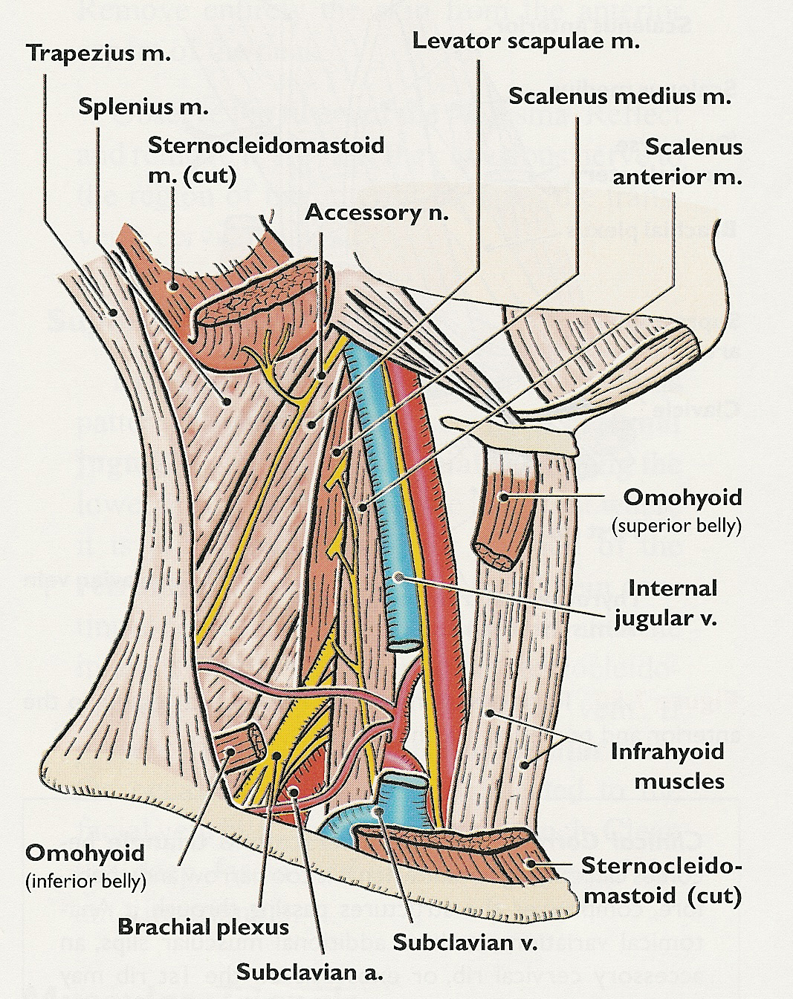 Trapezius m.
Levator scapulae m.
Splenius m.
Scalenus medius m.
Sternocleidomastoid
m. (cut)
Scalenus
anterior m.
Accessory n.
Omohyoid
(superior belly)
Internal
jugular v.
Infrahyoid
muscles
Omohyoid
(inferior belly)
Sternocleido-
mastoid (cut)
Brachial plexus
Subclavian v.
Subclavian a.